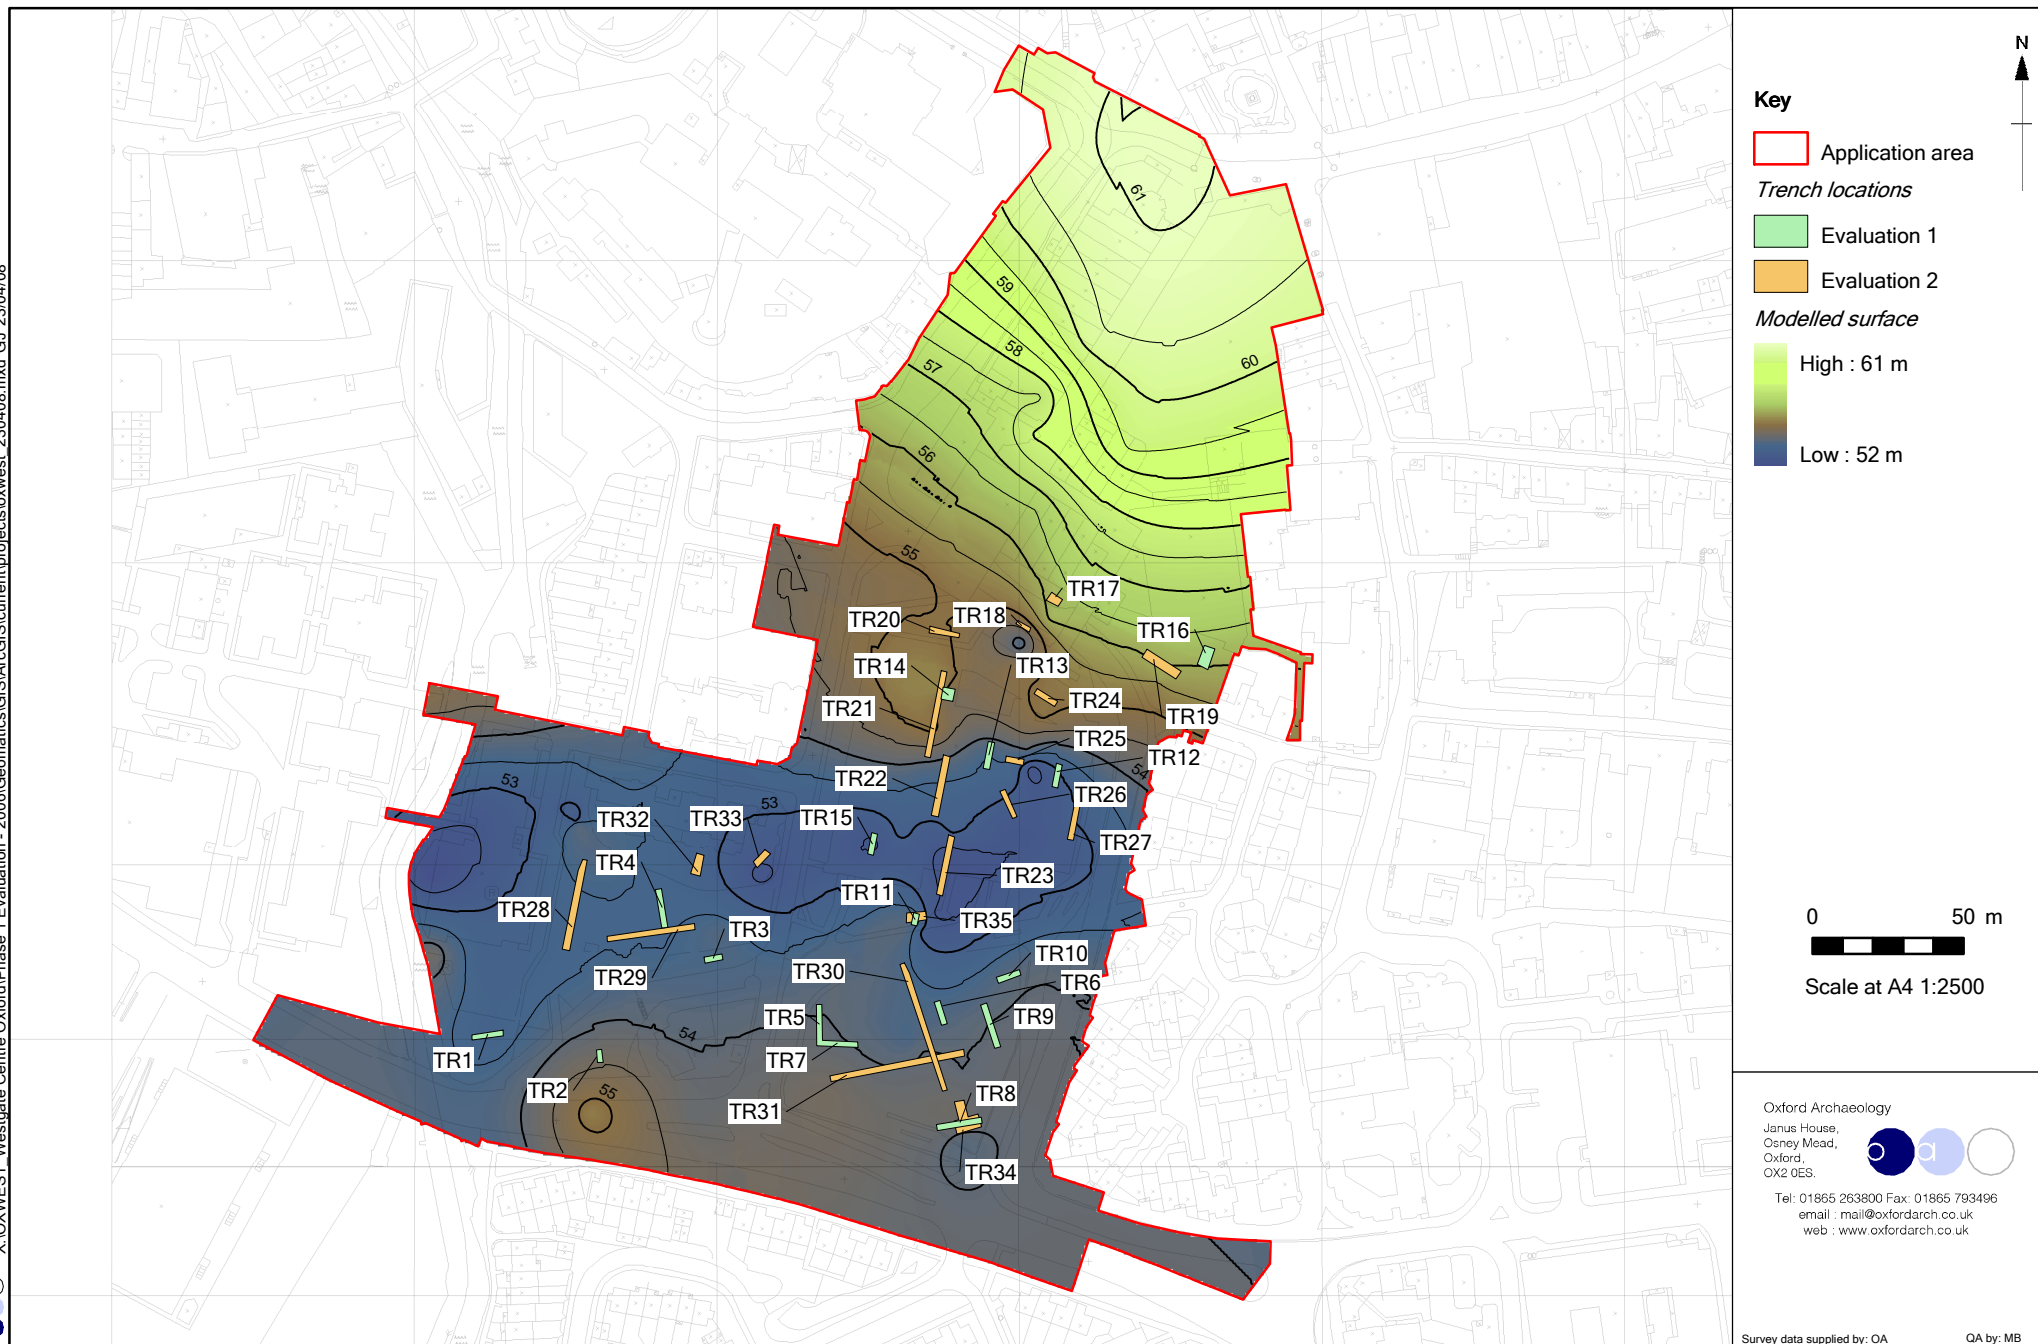 N
Key
Application area
Trench locations
Evaluation 1
Evaluation 2
Modelled surface
High : 61 m
Low : 52 m
0 50 m
Scale at A4 1:2500
Oxford Archaeology
Janus House,
Osney Mead,
Oxford,
OX2 0ES.
oa
Tel: 01865 263800 Fax: 01865 793496
email : mail@oxfordarch.co.uk
web : www.oxfordarch.co.uk
Survey data supplied by: OA QA by: MB
61
59
58
57
60
56
55
TR17
TR20
TR18
TR16
TR14
TR13
TR21
TR24
TR19
TR25
TR12
54
TR22
53
53
TR26
TR32
TR33
TR15
TR27
TR4
TR23
TR11
TR28
TR35
TR3
TR10
TR29
TR30
TR6
TR5
TR9
54
TR1
TR7
TR2
55
TR8
TR31
TR34